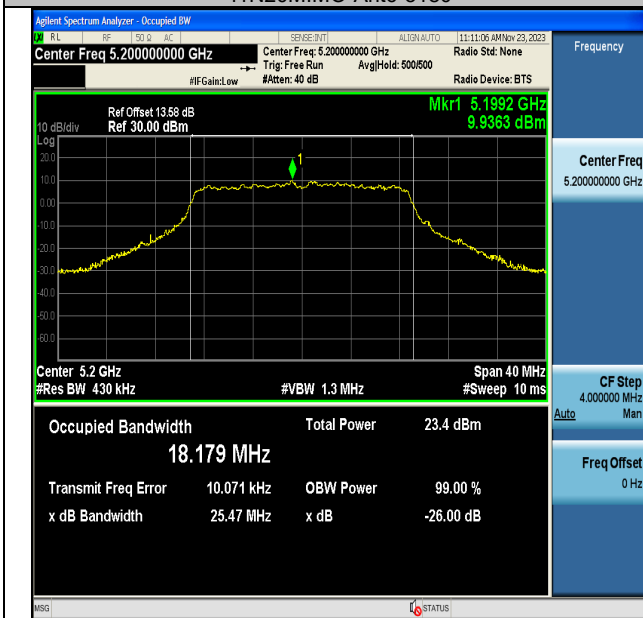 Agilent Spectrum Analyzer - Occupied BW
RL RF 50 Ω AC SENSE:INT ALIGN AUTO 11:11:06 AM Nov 23, 2023
Center Freq 5.200000000 GHz
Center Freq: 5.200000000 GHz
Radio Std: None
Trig: Free Run Avg|Hold: 500/500
#IFGain:Low #Atten: 40 dB Radio Device: BTS
Frequency
Mkr1 5.1992 GHz
9.9363 dBm
Ref Offset 13.58 dB
10 dB/div Ref 30.00 dBm
Log
20.0
10.0
0.00
-10.0
-20.0
-30.0
-40.0
-50.0
-60.0
1
Center 5.2 GHz Span 40 MHz
#Res BW 430 kHz #VBW 1.3 MHz #Sweep 10 ms
Occupied Bandwidth Total Power 23.4 dBm
18.179 MHz
Transmit Freq Error 10.071 kHz OBW Power 99.00 %
x dB Bandwidth 25.47 MHz x dB -26.00 dB
Center Freq
5.200000000 GHz
CF Step
4.000000 MHz
Auto Man
Freq Offset
0 Hz
MSG STATUS